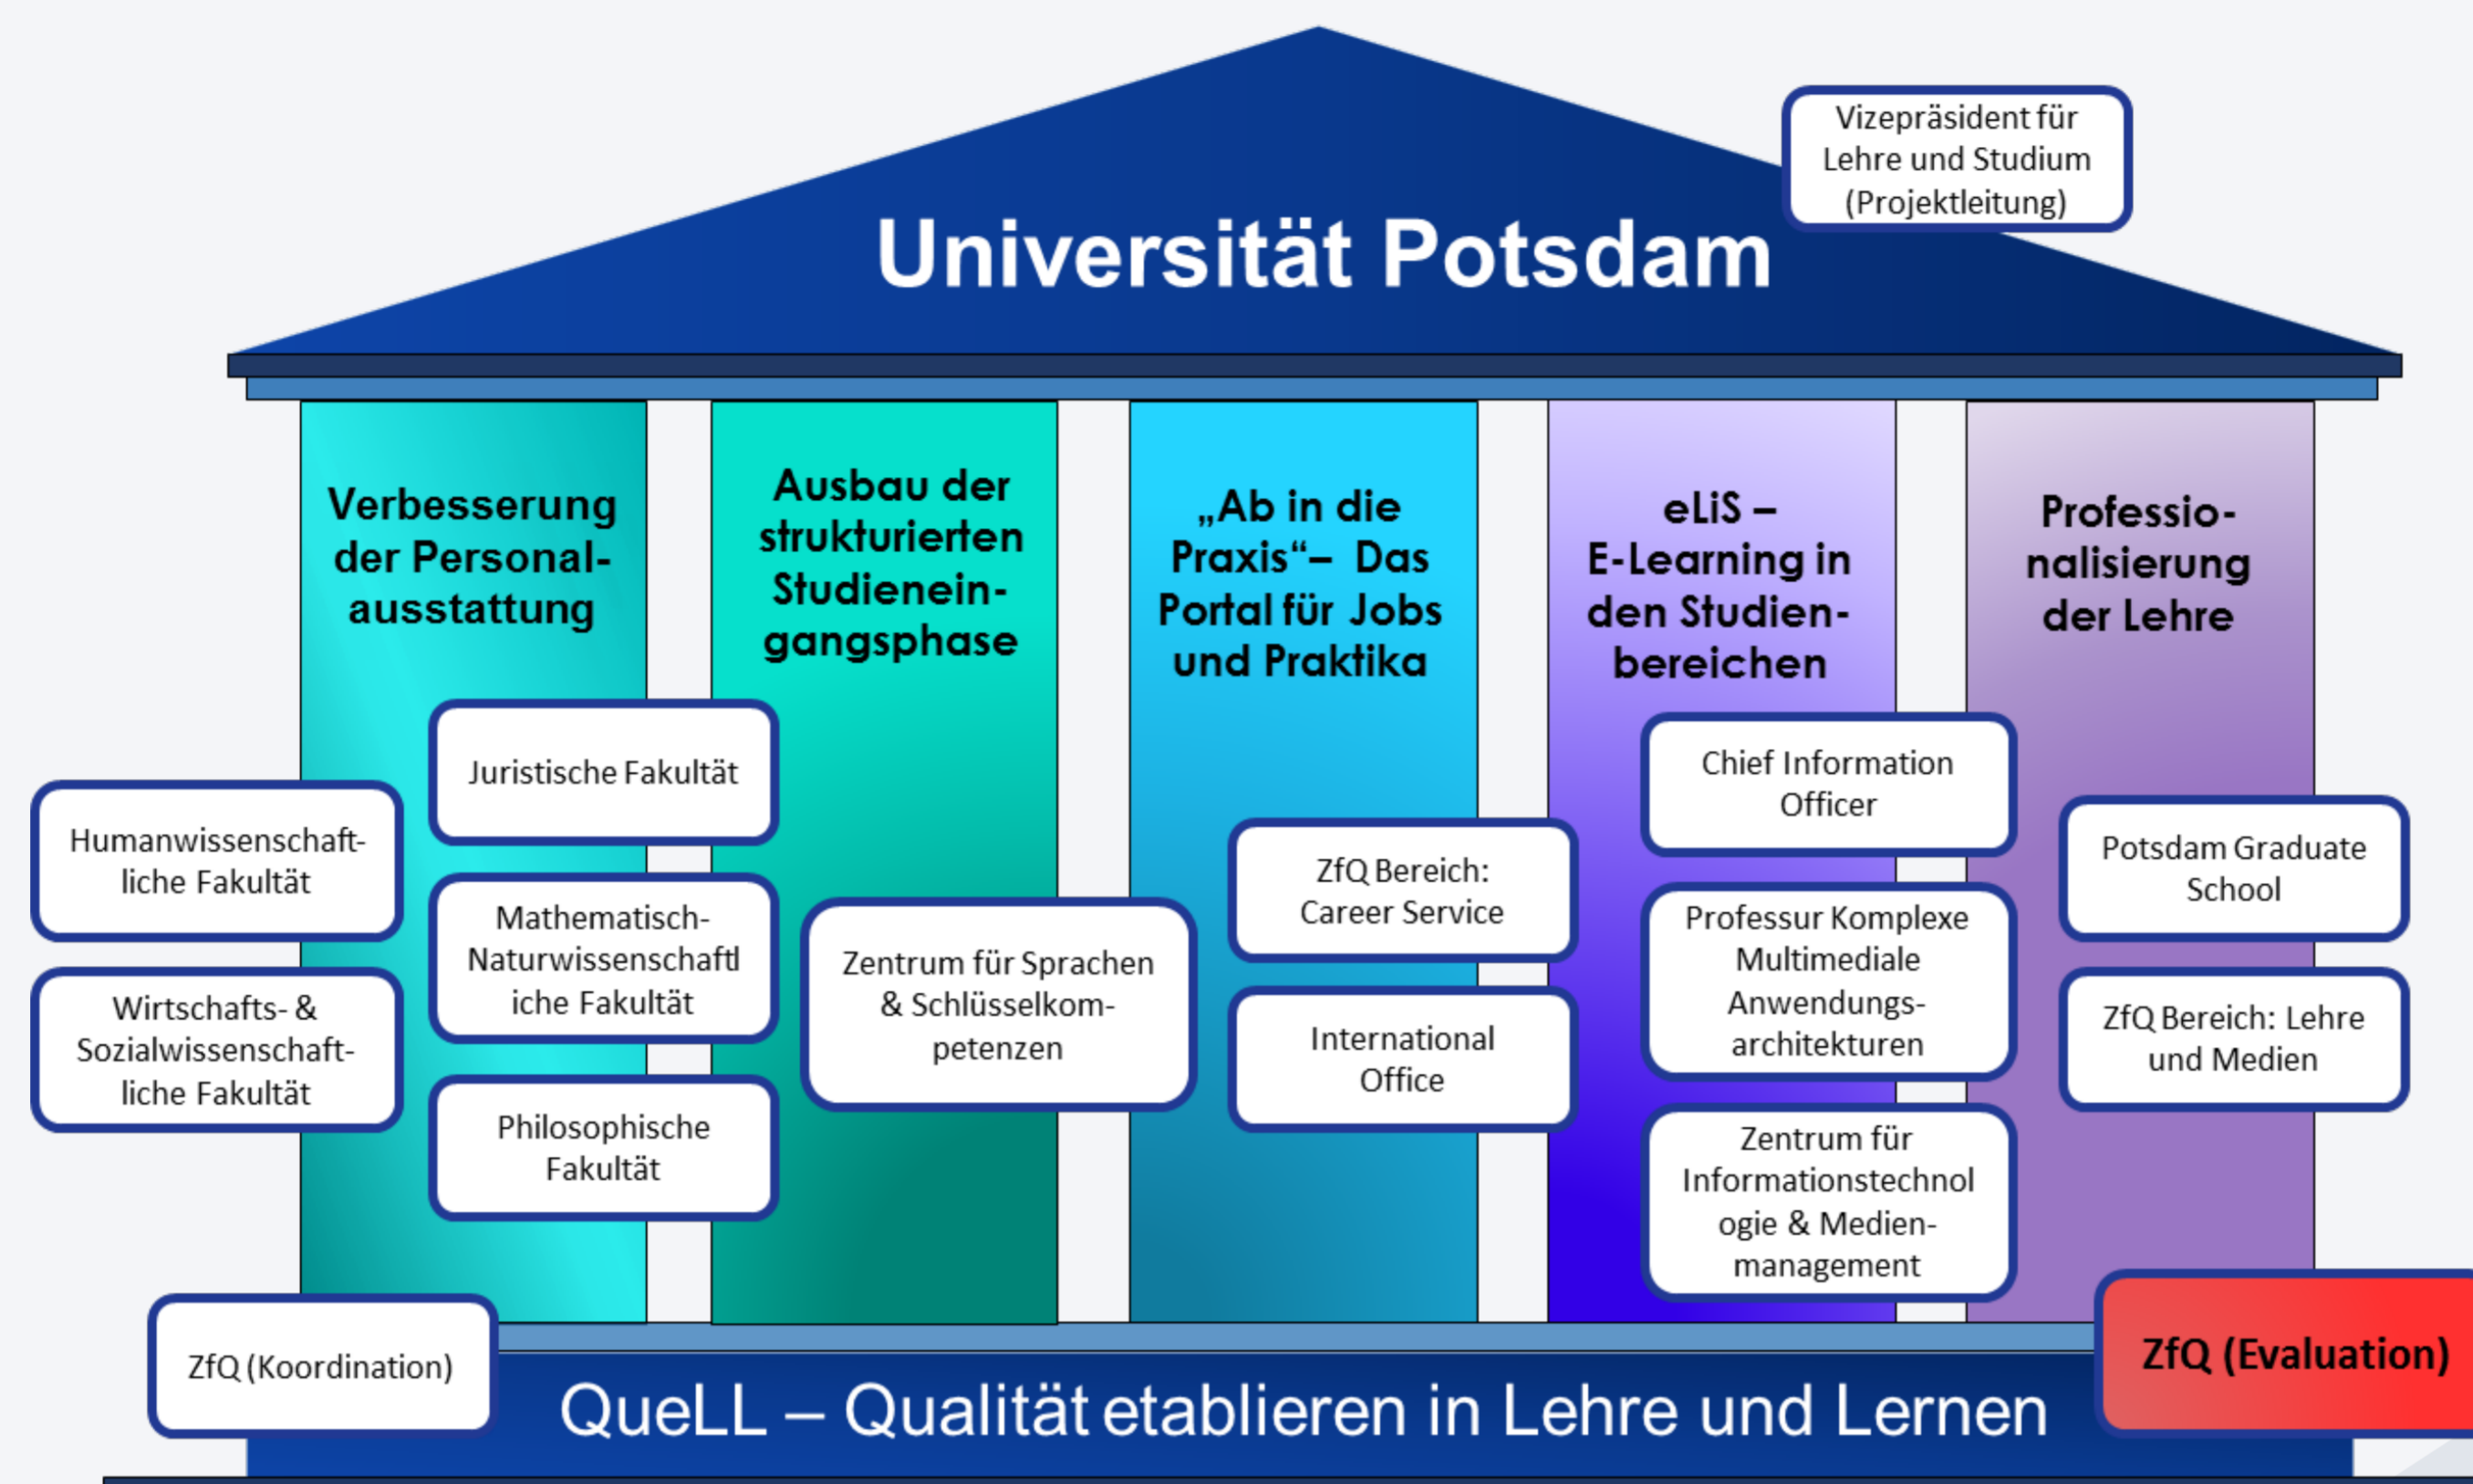 Vizepräsident für
Lehre und Studium
(Projektleitung)
Universität Potsdam
Verbesserung
der Personal-
ausstattung
Ausbau der
strukturierten
Studienein-
gangsphase
„Ab in die
Praxis“– Das
Portal für Jobs
und Praktika
eLiS –
E-Learning in
den Studien-
bereichen
Professio-
nalisierung
der Lehre
Humanwissenschaft-
liche Fakultät
Wirtschafts- &
Sozialwissenschaft-
liche Fakultät
Juristische Fakultät
Mathematisch-
Naturwissenschaftl
iche Fakultät
Philosophische
Fakultät
Zentrum für Sprachen
& Schlüsselkom-
petenzen
ZfQ Bereich:
Career Service
International
Office
Chief Information
Officer
Professur Komplexe
Multimediale
Anwendungs-
architekturen
Zentrum für
Informationstechnol
ogie & Medien-
management
Potsdam Graduate
School
ZfQ Bereich: Lehre
und Medien
ZfQ (Koordination)
QueLL – Qualität etablieren in Lehre und Lernen
ZfQ (Evaluation)